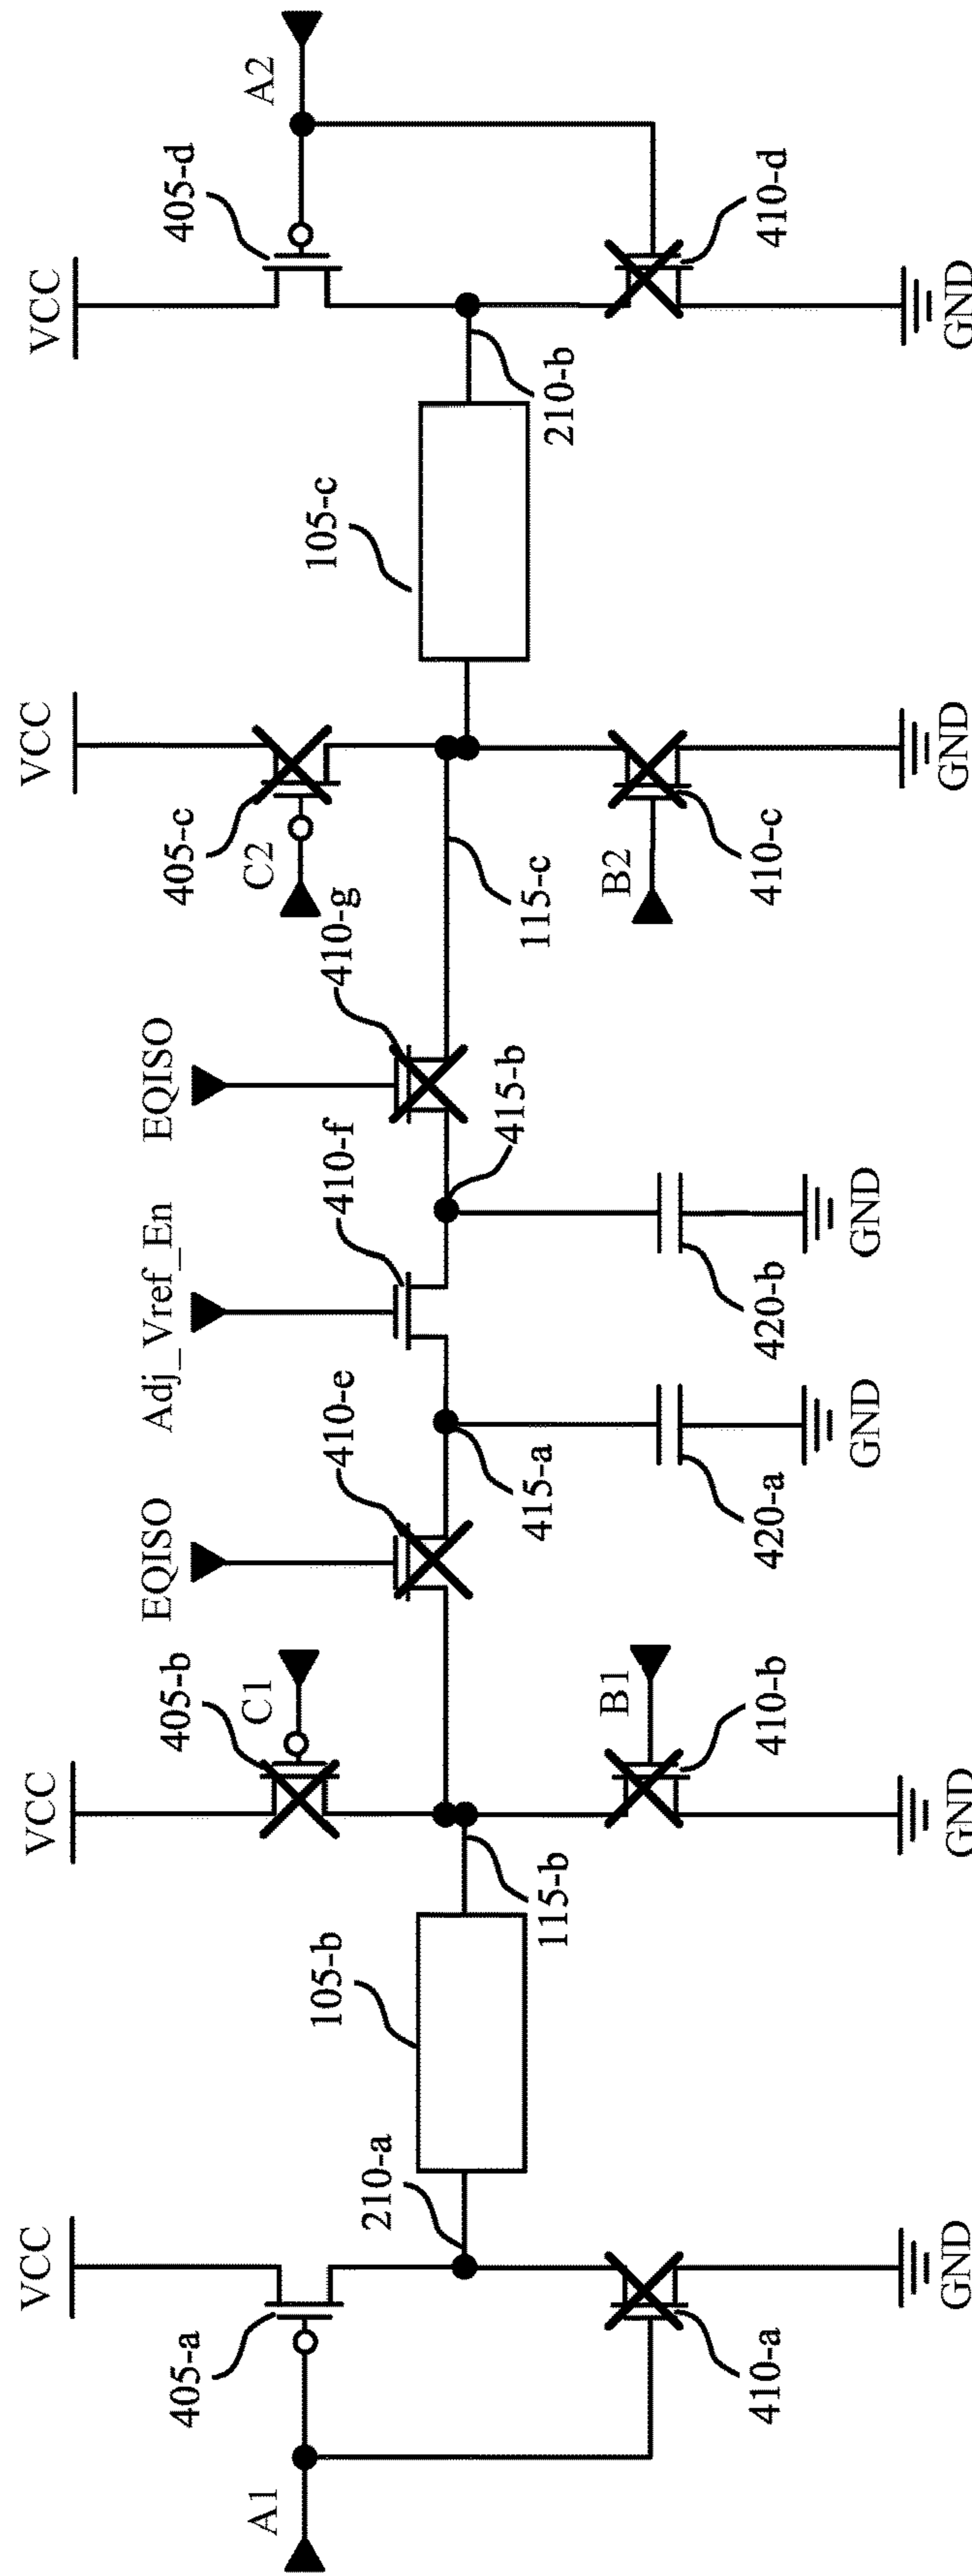 VCC
405-a
A1
210-a
410-a
GND
105-b
VCC
405-b
C1
115-b
B1
410-b
GND
EQISO
410-e
415-a
420-a
GND
Adj_Vref_En
410-f
415-b
420-b
GND
EQISO
410-g
115-c
VCC
405-c
C2
B2
410-c
GND
105-c
210-b
VCC
405-d
A2
410-d
GND